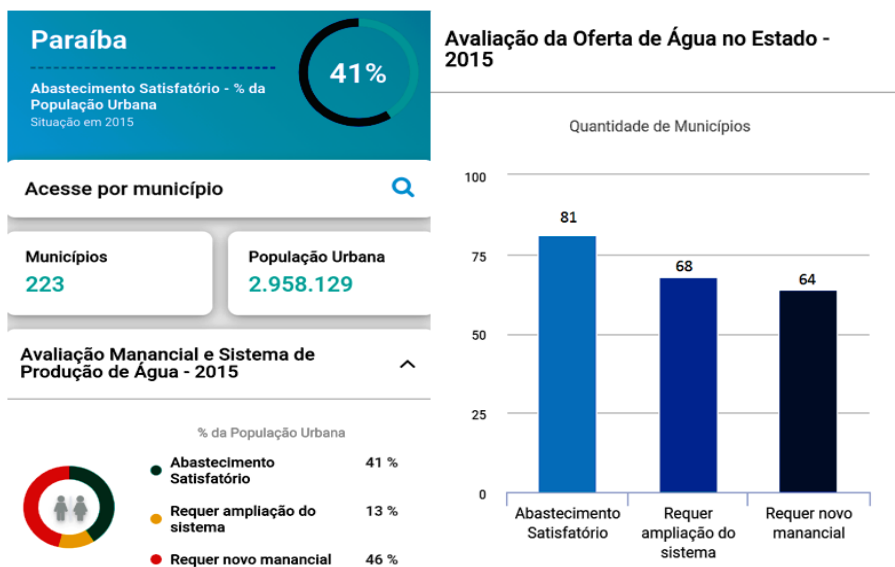 Paraíba
41%
Abastecimento Satisfatório - % da
População Urbana
Situação em 2015
Acesse por município
Municípios
223
População Urbana
2.958.129
Avaliação Manancial e Sistema de
Produção de Água - 2015
% da População Urbana
Abastecimento
Satisfatório
41 %
Requer ampliação do
sistema
13 %
Requer novo manancial
46 %
Avaliação da Oferta de Água no Estado -
2015
Quantidade de Municípios
100
75
50
25
0
81
68
64
Abastecimento
Satisfatório
Requer
ampliação do
sistema
Requer novo
manancial